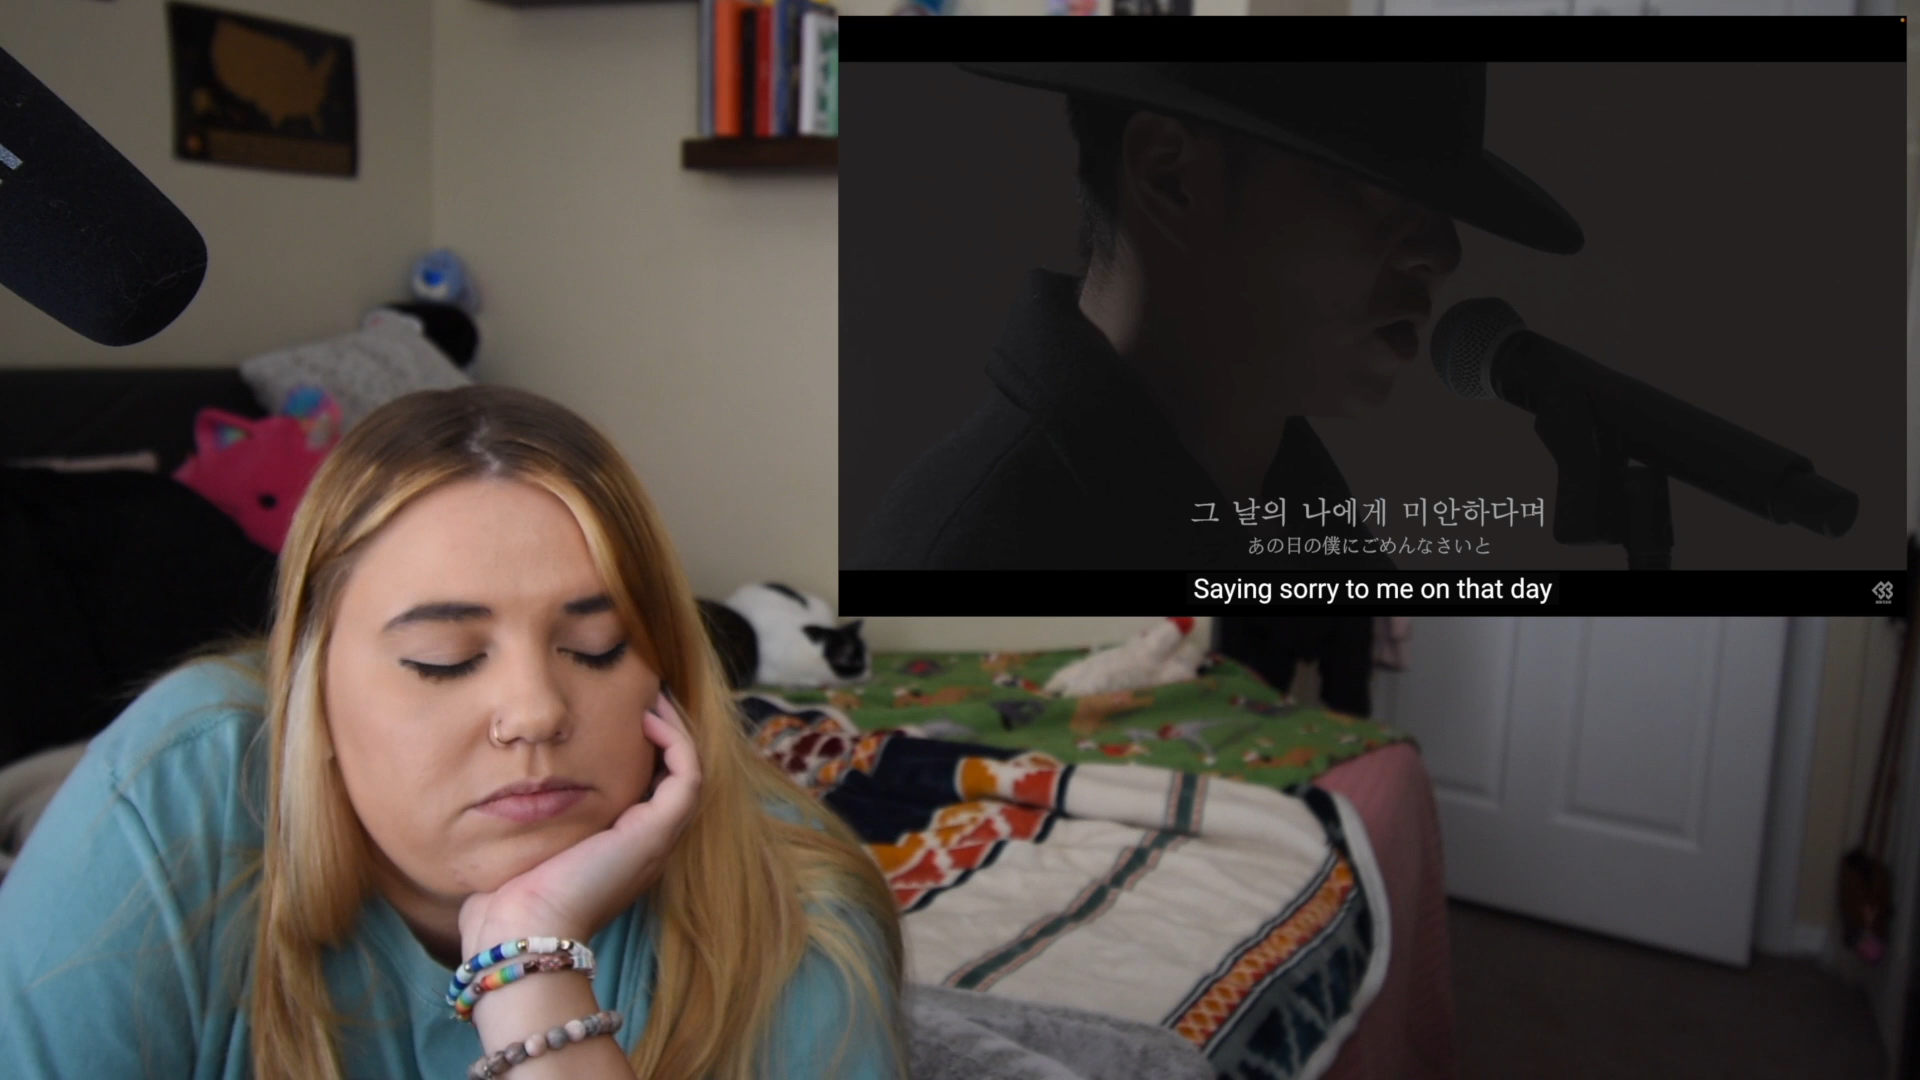 그 날의 나에게 미안하다며
あの日の僕にごめんなさいと
Saying sorry to me on that day